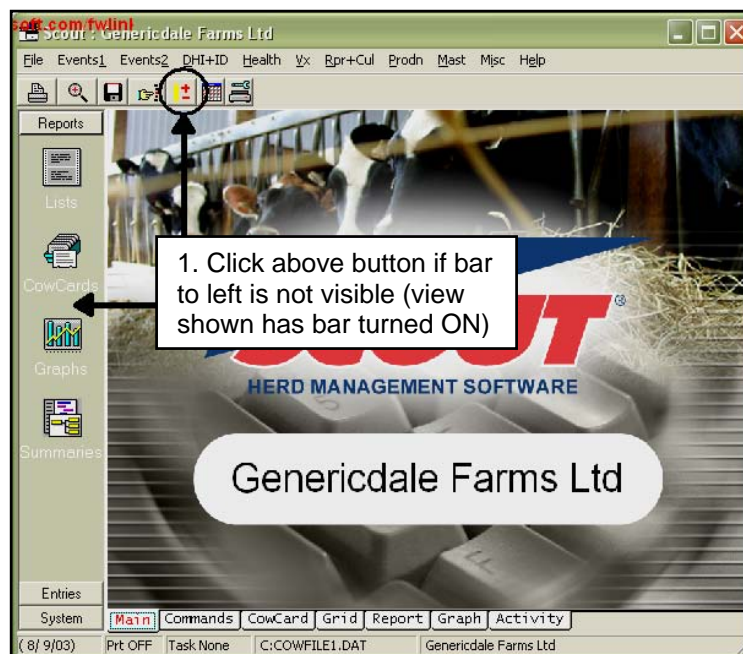 soft.com/fwlink
Scout : Genericdale Farms Ltd
File Events1 Events2 DHI+ID Health Vx Rpr+Cul Prodn Mast Misc Help
Reports
Lists
CowCards
Graphs
Summaries
1. Click above button if bar
to left is not visible (view
shown has bar turned ON)
SCOUT®
HERD MANAGEMENT SOFTWARE
Genericdale Farms Ltd
Entries
System
Main Commands CowCard Grid Report Graph Activity
( 8/ 9/03) Prt OFF Task None C:COWFILE1.DAT Genericdale Farms Ltd